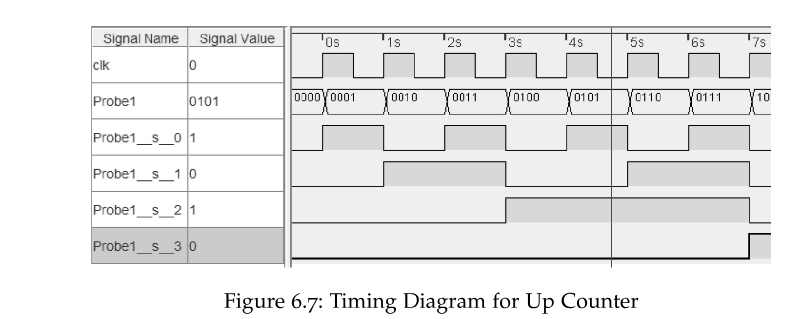 Signal Name Signal Value 0s 1s 2s 3s 4s 5s 6s 7s
clk 0
Probe1 0101 0000 0001 0010 0011 0100 0101 0110 0111 10
Probe1__s__0 1
Probe1__s__1 0
Probe1__s__2 1
Probe1__s__3 0
Figure 6.7: Timing Diagram for Up Counter